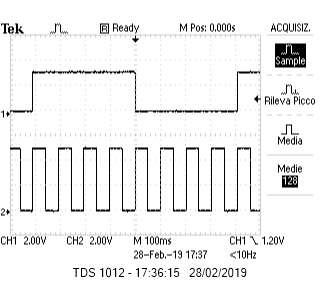 Tek R Ready M Pos: 0.000s ACQUISIZ.
Sample
Rileva Picco
1
Media
Medie
128
2
CH1 2.00V CH2 2.00V M 100ms CH1 1.20V
28-Feb.-19 17:37 <10Hz
TDS 1012 - 17:36:15 28/02/2019